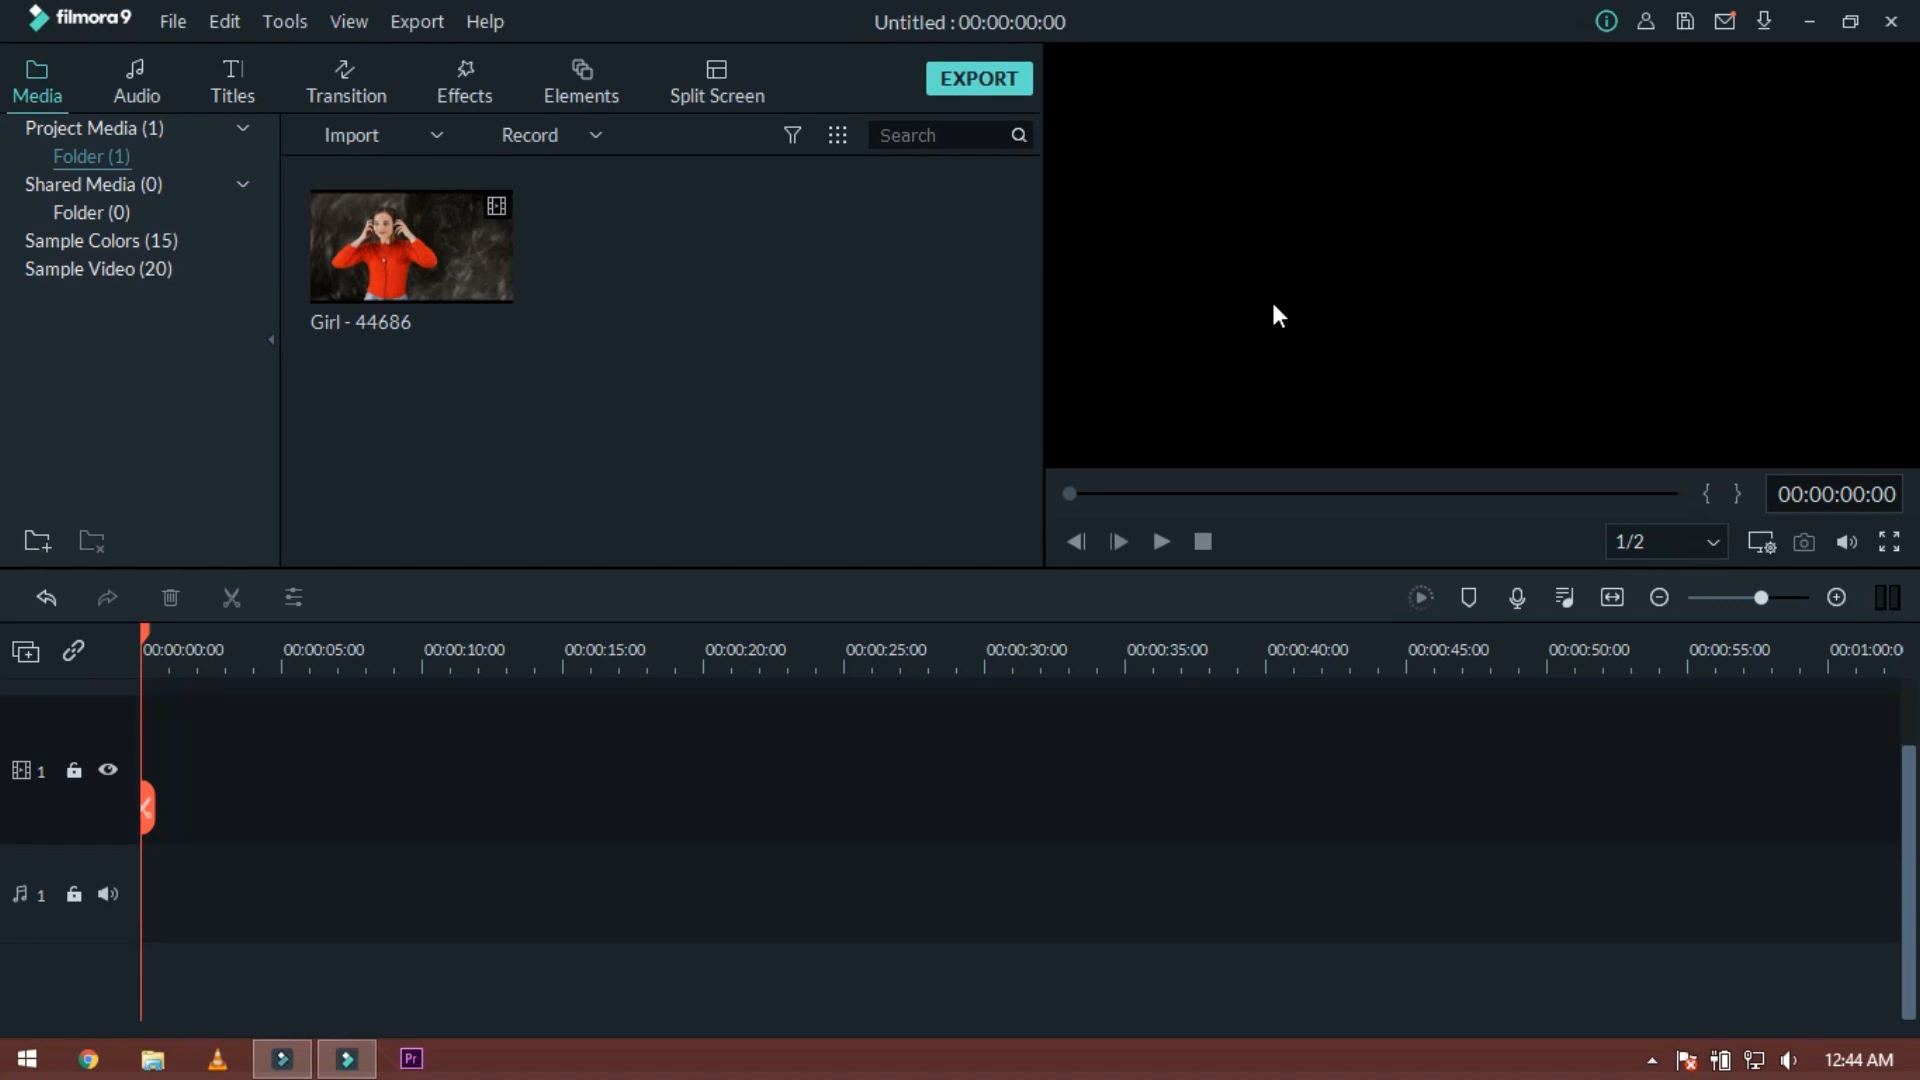 filmora9 File Edit Tools View Export Help Untitled : 00:00:00:00
Media Audio Titles Transition Effects Elements Split Screen EXPORT
Project Media (1)
Folder (1)
Shared Media (0)
Folder (0)
Sample Colors (15)
Sample Video (20)
Import Record Search
Girl - 44686
00:00:00:00
1/2
00:00:00:00 00:00:05:00 00:00:10:00 00:00:15:00 00:00:20:00 00:00:25:00 00:00:30:00 00:00:35:00 00:00:40:00 00:00:45:00 00:00:50:00 00:00:55:00 00:01:00:0
1
1
Pr 12:44 AM